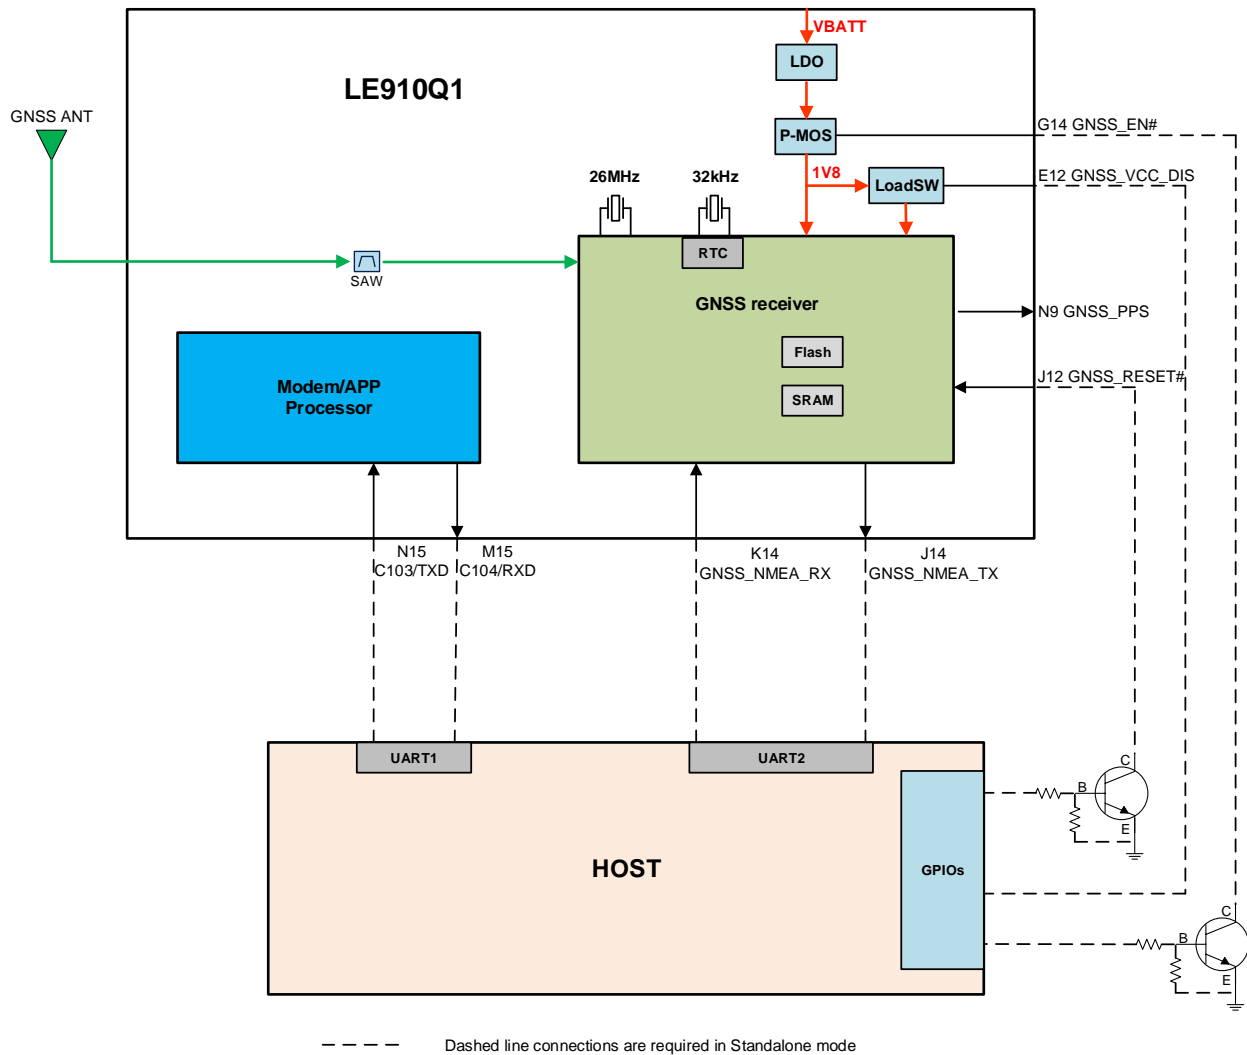 VBATT
LDO
LE910Q1
GNSS ANT
G14 GNSS_EN#
P-MOS
E12 GNSS_VCC_DIS
1V8
LoadSW
26MHz
32kHz
RTC
SAW
GNSS receiver
N9 GNSS_PPS
Flash
J12 GNSS_RESET#
Modem/APP
Processor
SRAM
N15
C103/TXD
M15
C104/RXD
K14
GNSS_NMEA_RX
J14
GNSS_NMEA_TX
UART1
UART2
C
B
E
HOST
GPIOs
C
B
E
Dashed line connections are required in Standalone mode